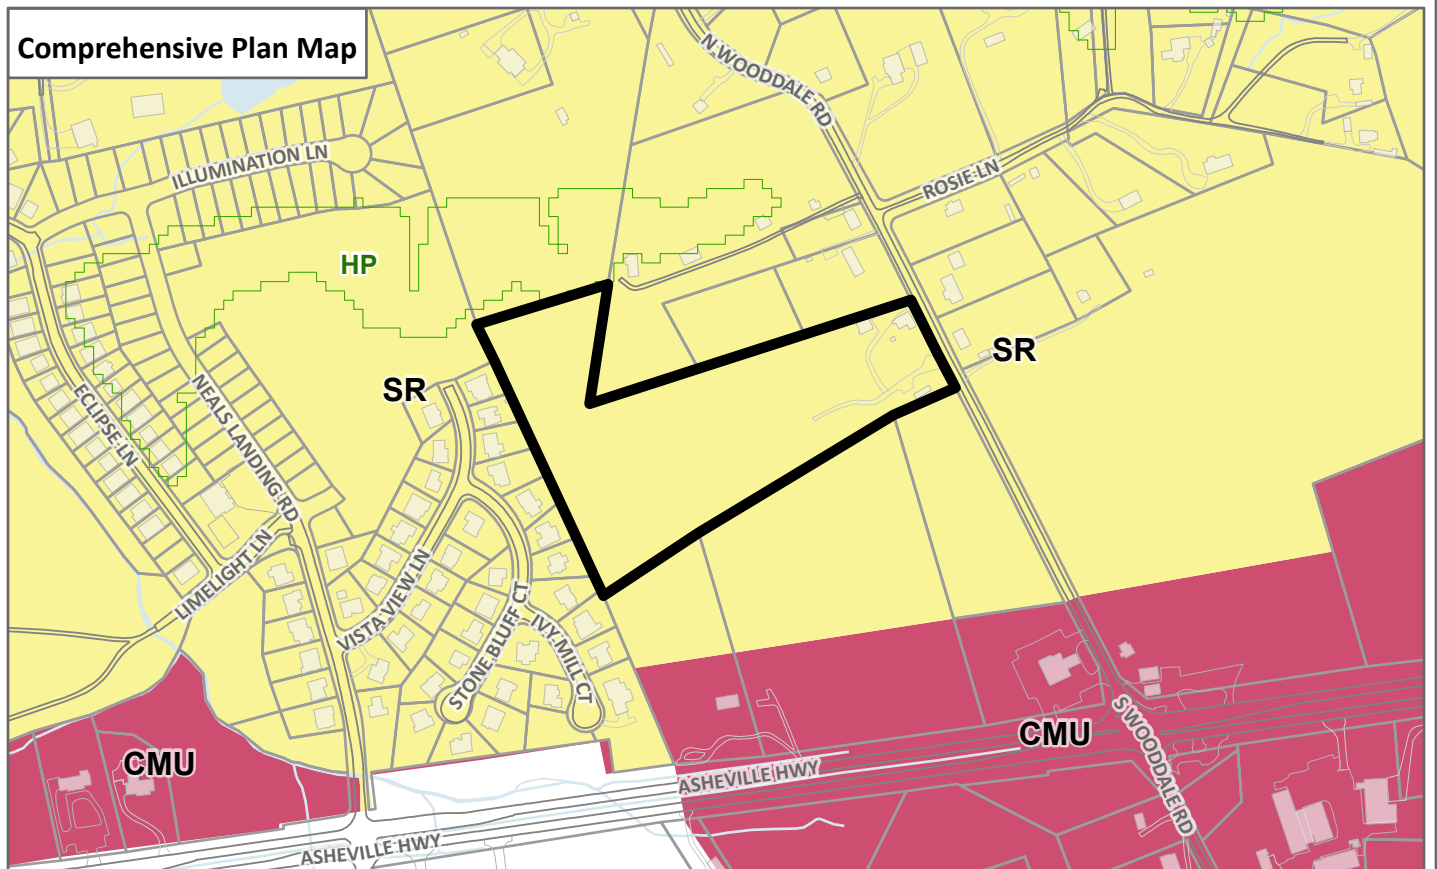 Comprehensive Plan Map
N WOODDALE RD
ILLUMINATION LN
ROSIE LN
HP
SR
SR
ECLIPSE LN
NEALS LANDING RD
LIMELIGHT LN
VISTA VIEW LN
STONE BLUFF CT
IVY MILL CT
S WOODDALE RD
CMU
CMU
ASHEVILLE HWY
ASHEVILLE HWY